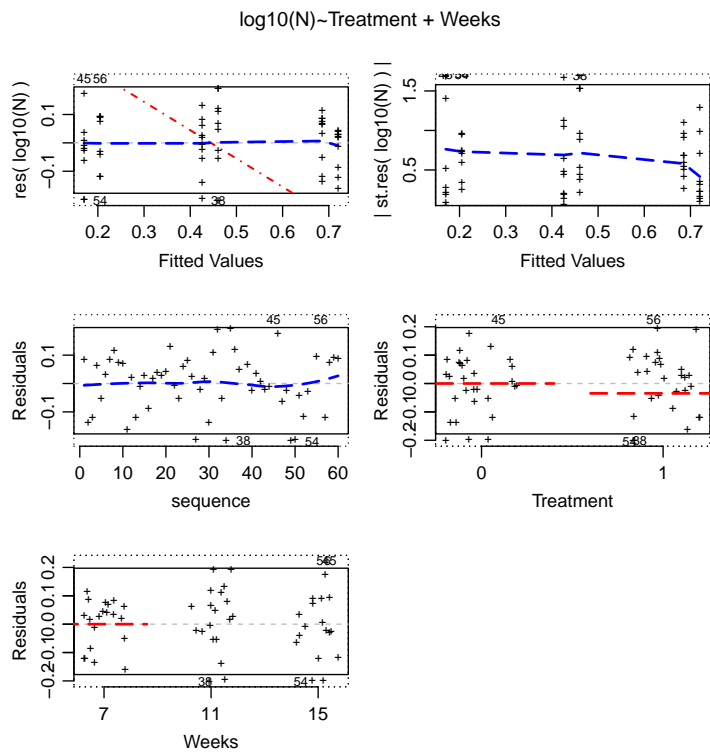 log10(N)~Treatment + Weeks
45 56
res( log10(N) )
0.1
−0.1
54
38
0.2 0.3 0.4 0.5 0.6 0.7
Fitted Values
38
| st.res( log10(N) ) |
1.5
0.5
0.2 0.3 0.4 0.5 0.6 0.7
Fitted Values
45
56
Residuals
0.1
−0.1
38
54
0 10 20 30 40 50 60
sequence
45
56
Residuals
−0.2 −0.1 0.0 0.1 0.2
0 1
Treatment
Residuals
−0.2 −0.1 0.0 0.1 0.2
38
54
7 11 15
Weeks